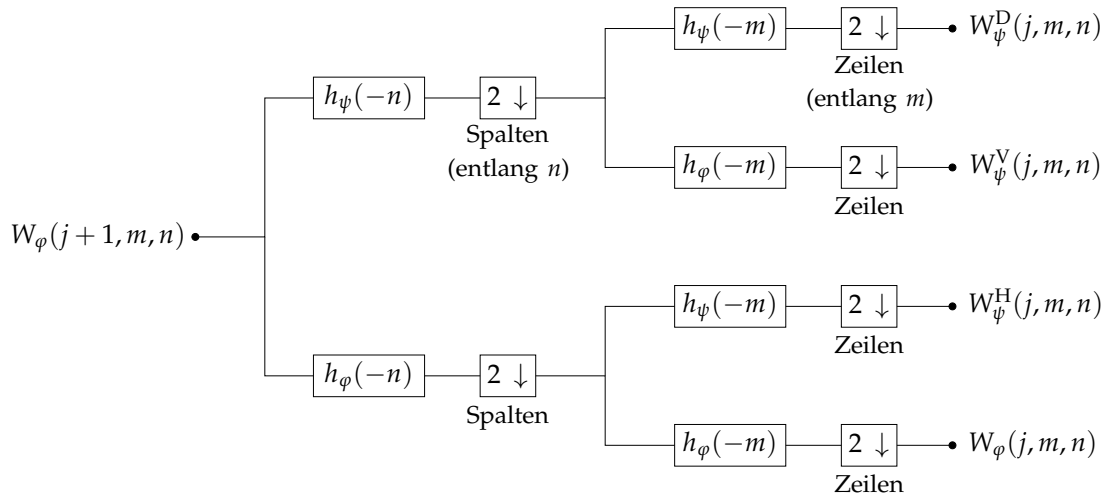 h_ψ(−m)
2 ↓
W_ψ^D(j, m, n)
Zeilen
(entlang m)
h_ψ(−n)
2 ↓
Spalten
(entlang n)
h_φ(−m)
2 ↓
W_ψ^V(j, m, n)
Zeilen
W_φ(j + 1, m, n)
h_ψ(−m)
2 ↓
W_ψ^H(j, m, n)
Zeilen
h_φ(−n)
2 ↓
Spalten
h_φ(−m)
2 ↓
W_φ(j, m, n)
Zeilen